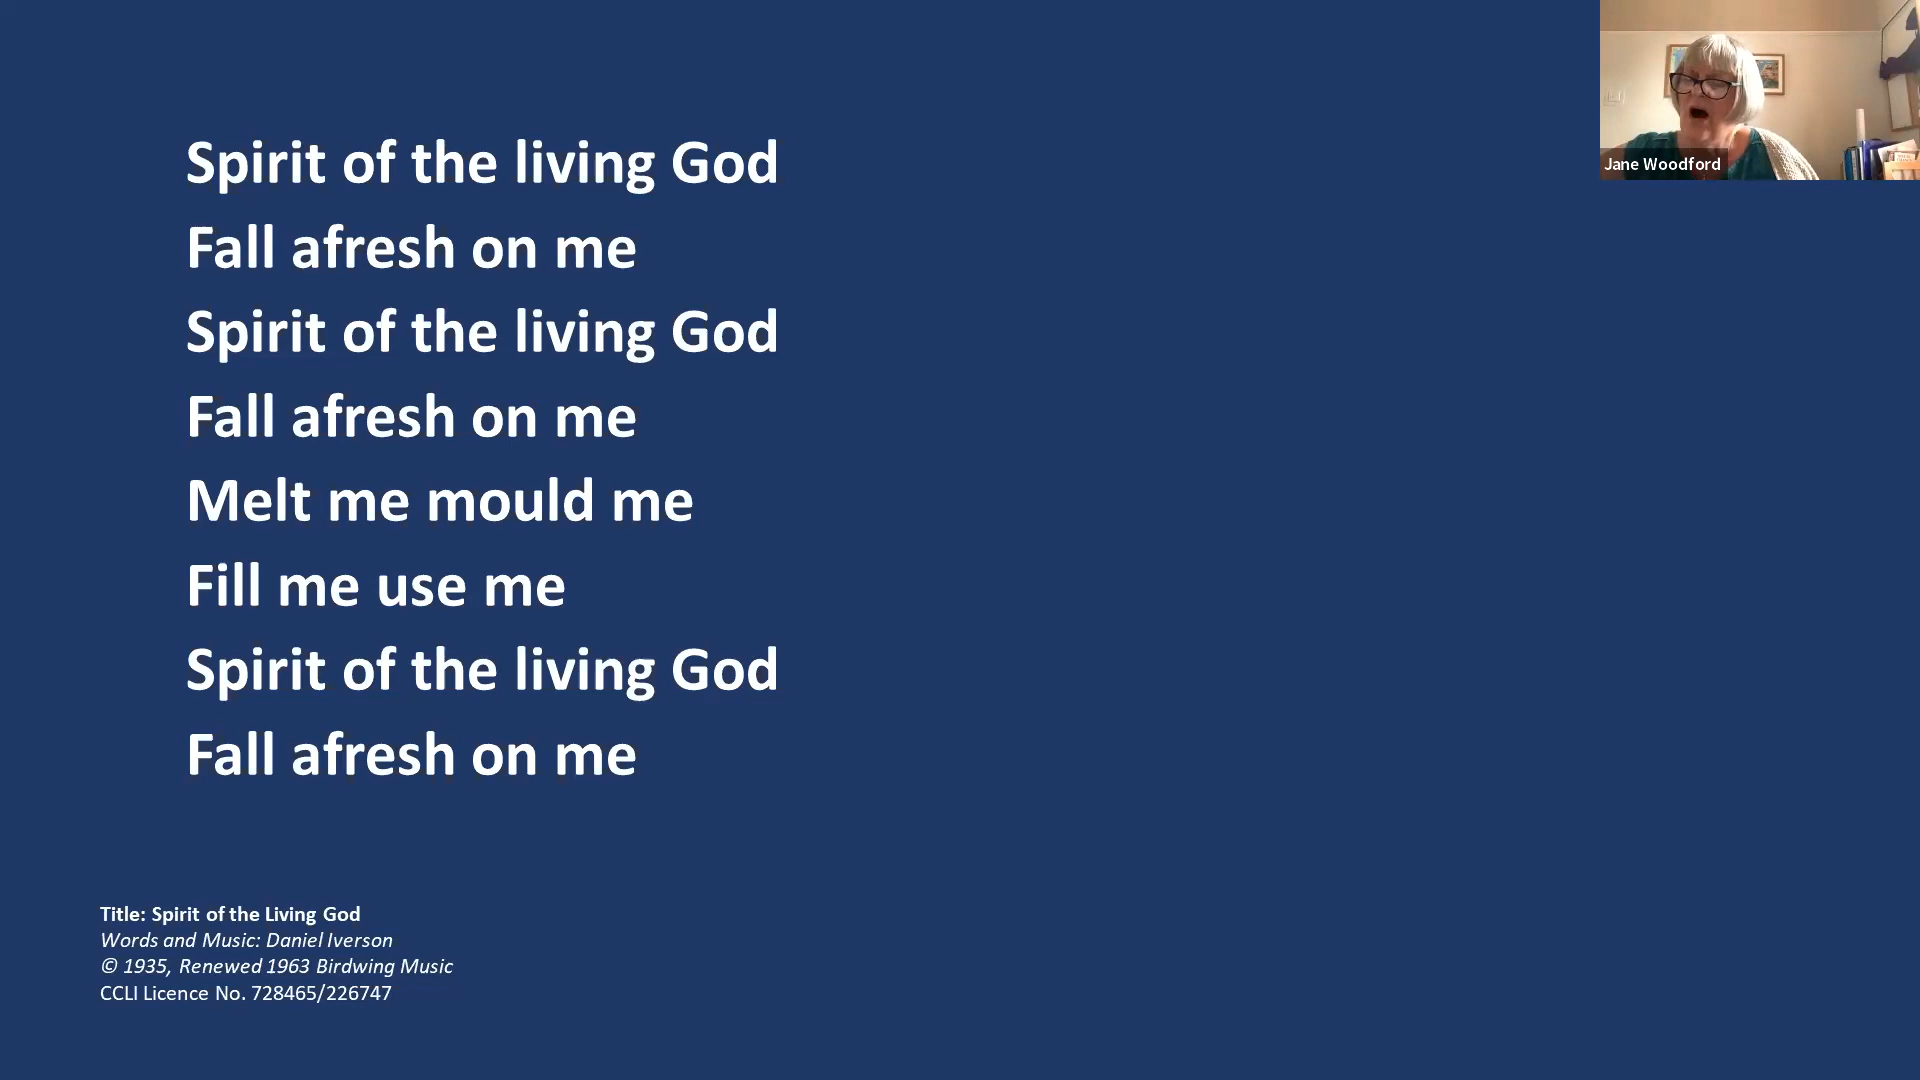 Spirit of the living God
Fall afresh on me
Spirit of the living God
Fall afresh on me
Melt me mould me
Fill me use me
Spirit of the living God
Fall afresh on me
Title: Spirit of the Living God
Words and Music: Daniel Iverson
© 1935, Renewed 1963 Birdwing Music
CCLI Licence No. 728465/226747
Jane Woodford